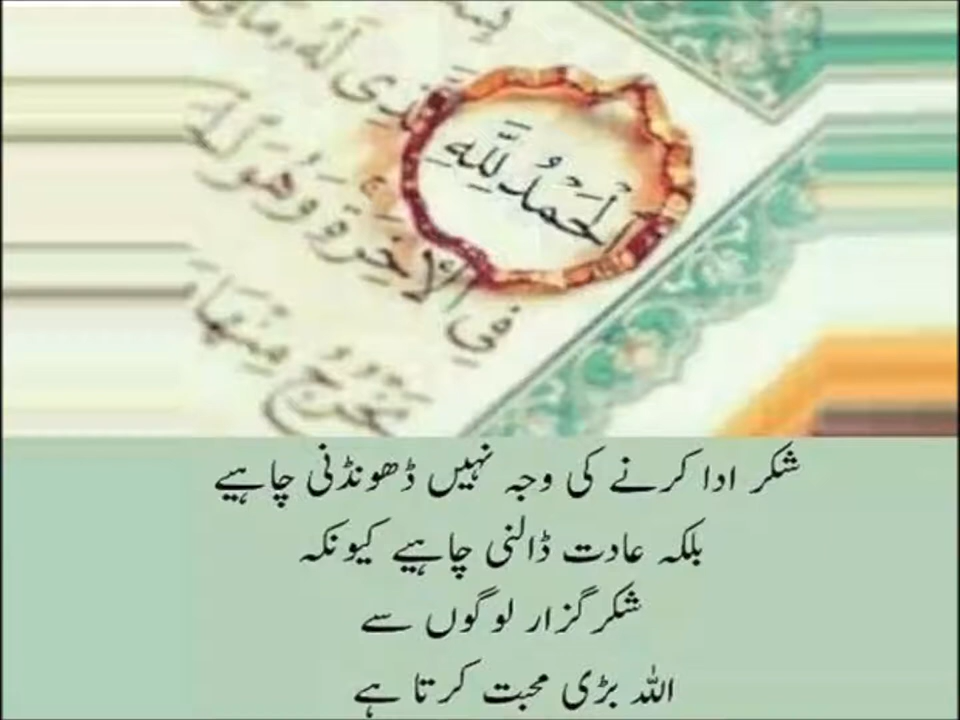 اَلْحَمْدُ لِلّٰهِ لَهُ
فِي الْاٰخِرَةِ وَهُوَ
يَخْرُجُ مِنْهَا
شکر ادا کرنے کی وجہ نہیں ڈھونڈنی چاہیے
بلکہ عادت ڈالنی چاہیے کیونکہ
شکر گزار لوگوں سے
اللہ بڑی محبت کرتا ہے